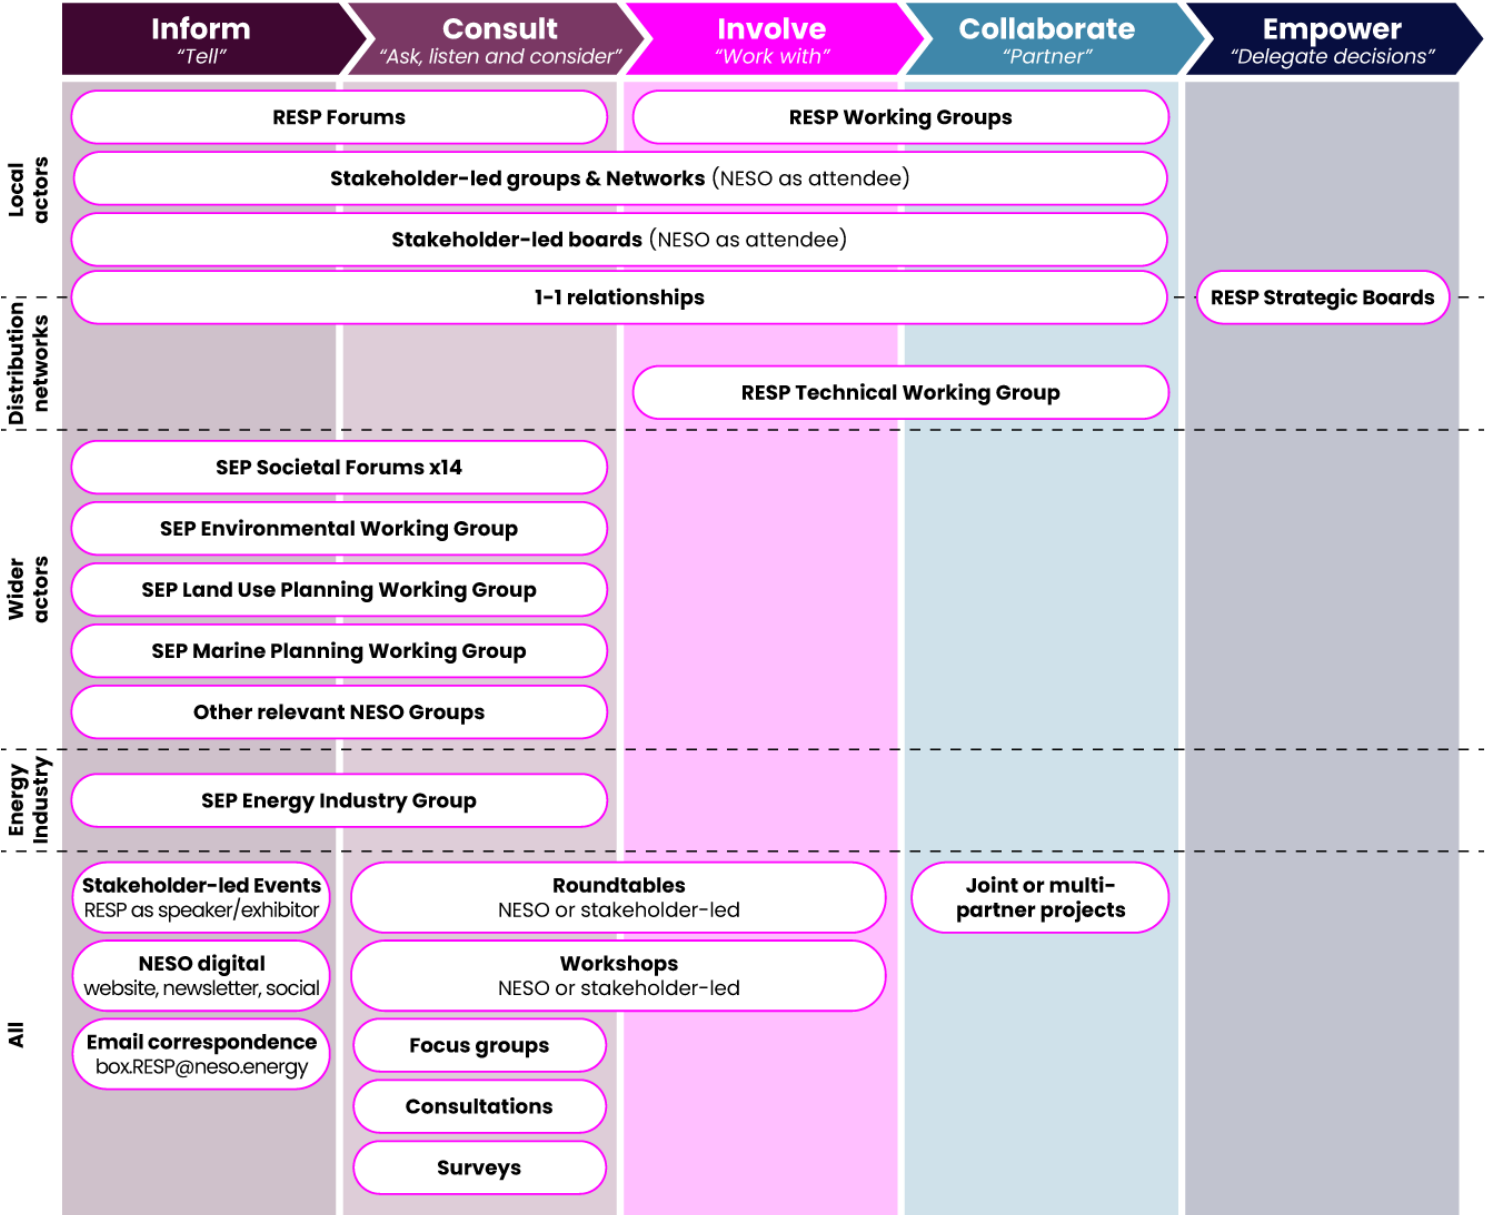 Inform
"Tell"
Consult
"Ask, listen and consider"
Involve
"Work with"
Collaborate
"Partner"
Empower
"Delegate decisions"
Local
actors
RESP Forums
RESP Working Groups
Stakeholder-led groups & Networks (NESO as attendee)
Stakeholder-led boards (NESO as attendee)
1-1 relationships
RESP Strategic Boards
Distribution
networks
RESP Technical Working Group
Wider
actors
SEP Societal Forums x14
SEP Environmental Working Group
SEP Land Use Planning Working Group
SEP Marine Planning Working Group
Other relevant NESO Groups
Energy
Industry
SEP Energy Industry Group
All
Stakeholder-led Events
RESP as speaker/exhibitor
Roundtables
NESO or stakeholder-led
Joint or multi-
partner projects
NESO digital
website, newsletter, social
Workshops
NESO or stakeholder-led
Email correspondence
box.RESP@neso.energy
Focus groups
Consultations
Surveys